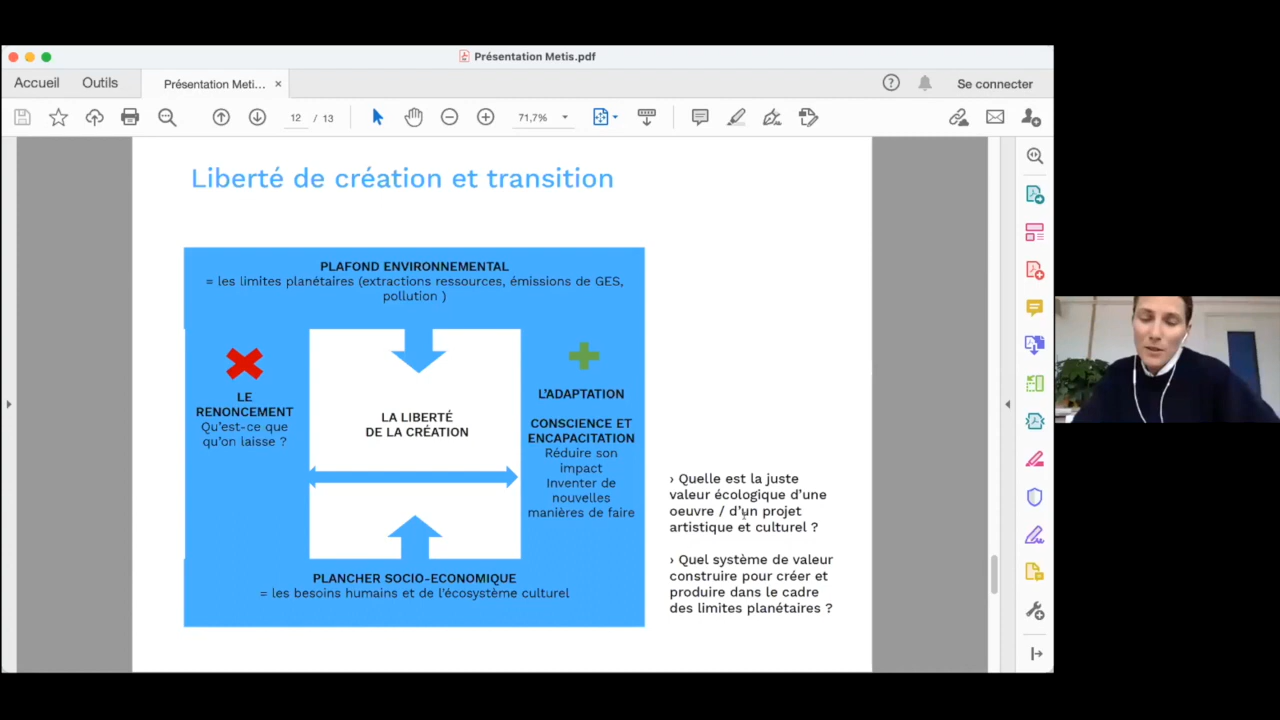 Présentation Metis.pdf
Accueil
Outils
Présentation Meti...
×
?
Se connecter
12 / 13
71,7%
Liberté de création et transition
PLAFOND ENVIRONNEMENTAL
= les limites planétaires (extractions ressources, émissions de GES,
pollution )
LE
RENONCEMENT
Qu'est-ce que
qu'on laisse ?
LA LIBERTÉ
DE LA CRÉATION
L'ADAPTATION
CONSCIENCE ET
ENCAPACITATION
Réduire son
impact
Inventer de
nouvelles
manières de faire
PLANCHER SOCIO-ECONOMIQUE
= les besoins humains et de l'écosystème culturel
› Quelle est la juste
valeur écologique d'une
oeuvre / d'un projet
artistique et culturel ?
› Quel système de valeur
construire pour créer et
produire dans le cadre
des limites planétaires ?